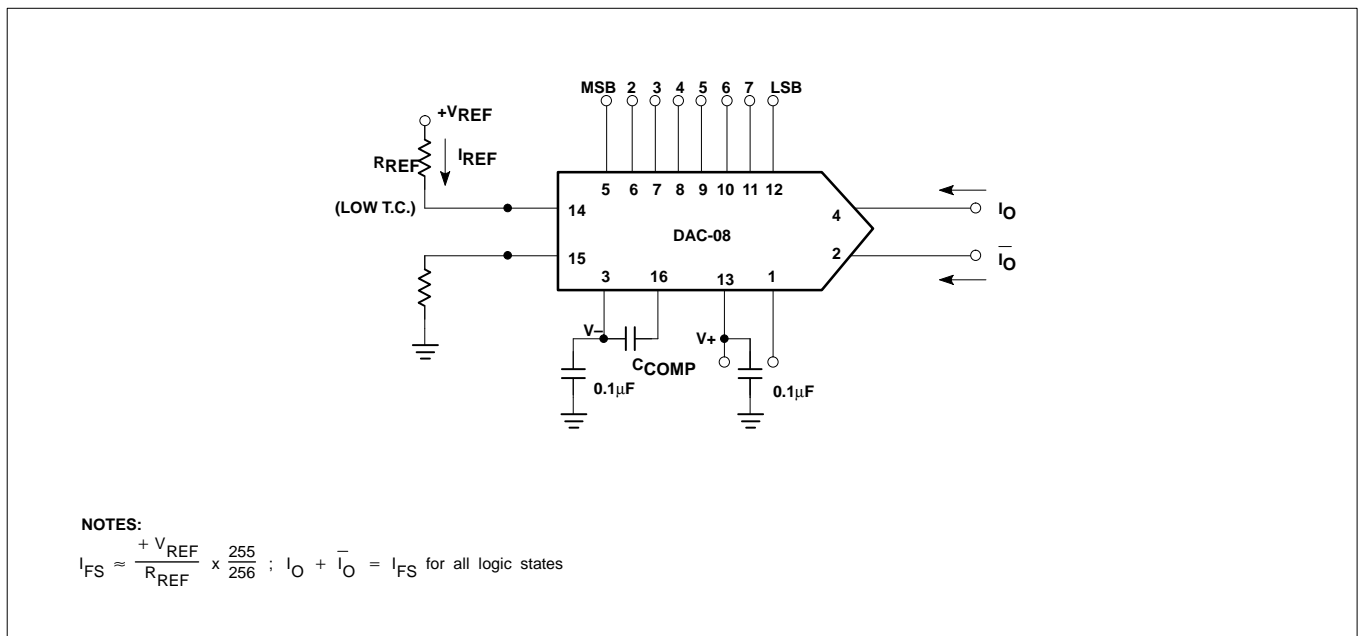 MSB 2 3 4 5 6 7 LSB
+VREF
RREF
IREF
(LOW T.C.)
5 6 7 8 9 10 11 12
14
4
IO
DAC-08
15
2
I̅O
3 16 13 1
V–
V+
CCOMP
0.1μF
0.1μF
NOTES:
IFS ≈ + VREF / RREF x 255 / 256 ; IO + I̅O = IFS for all logic states